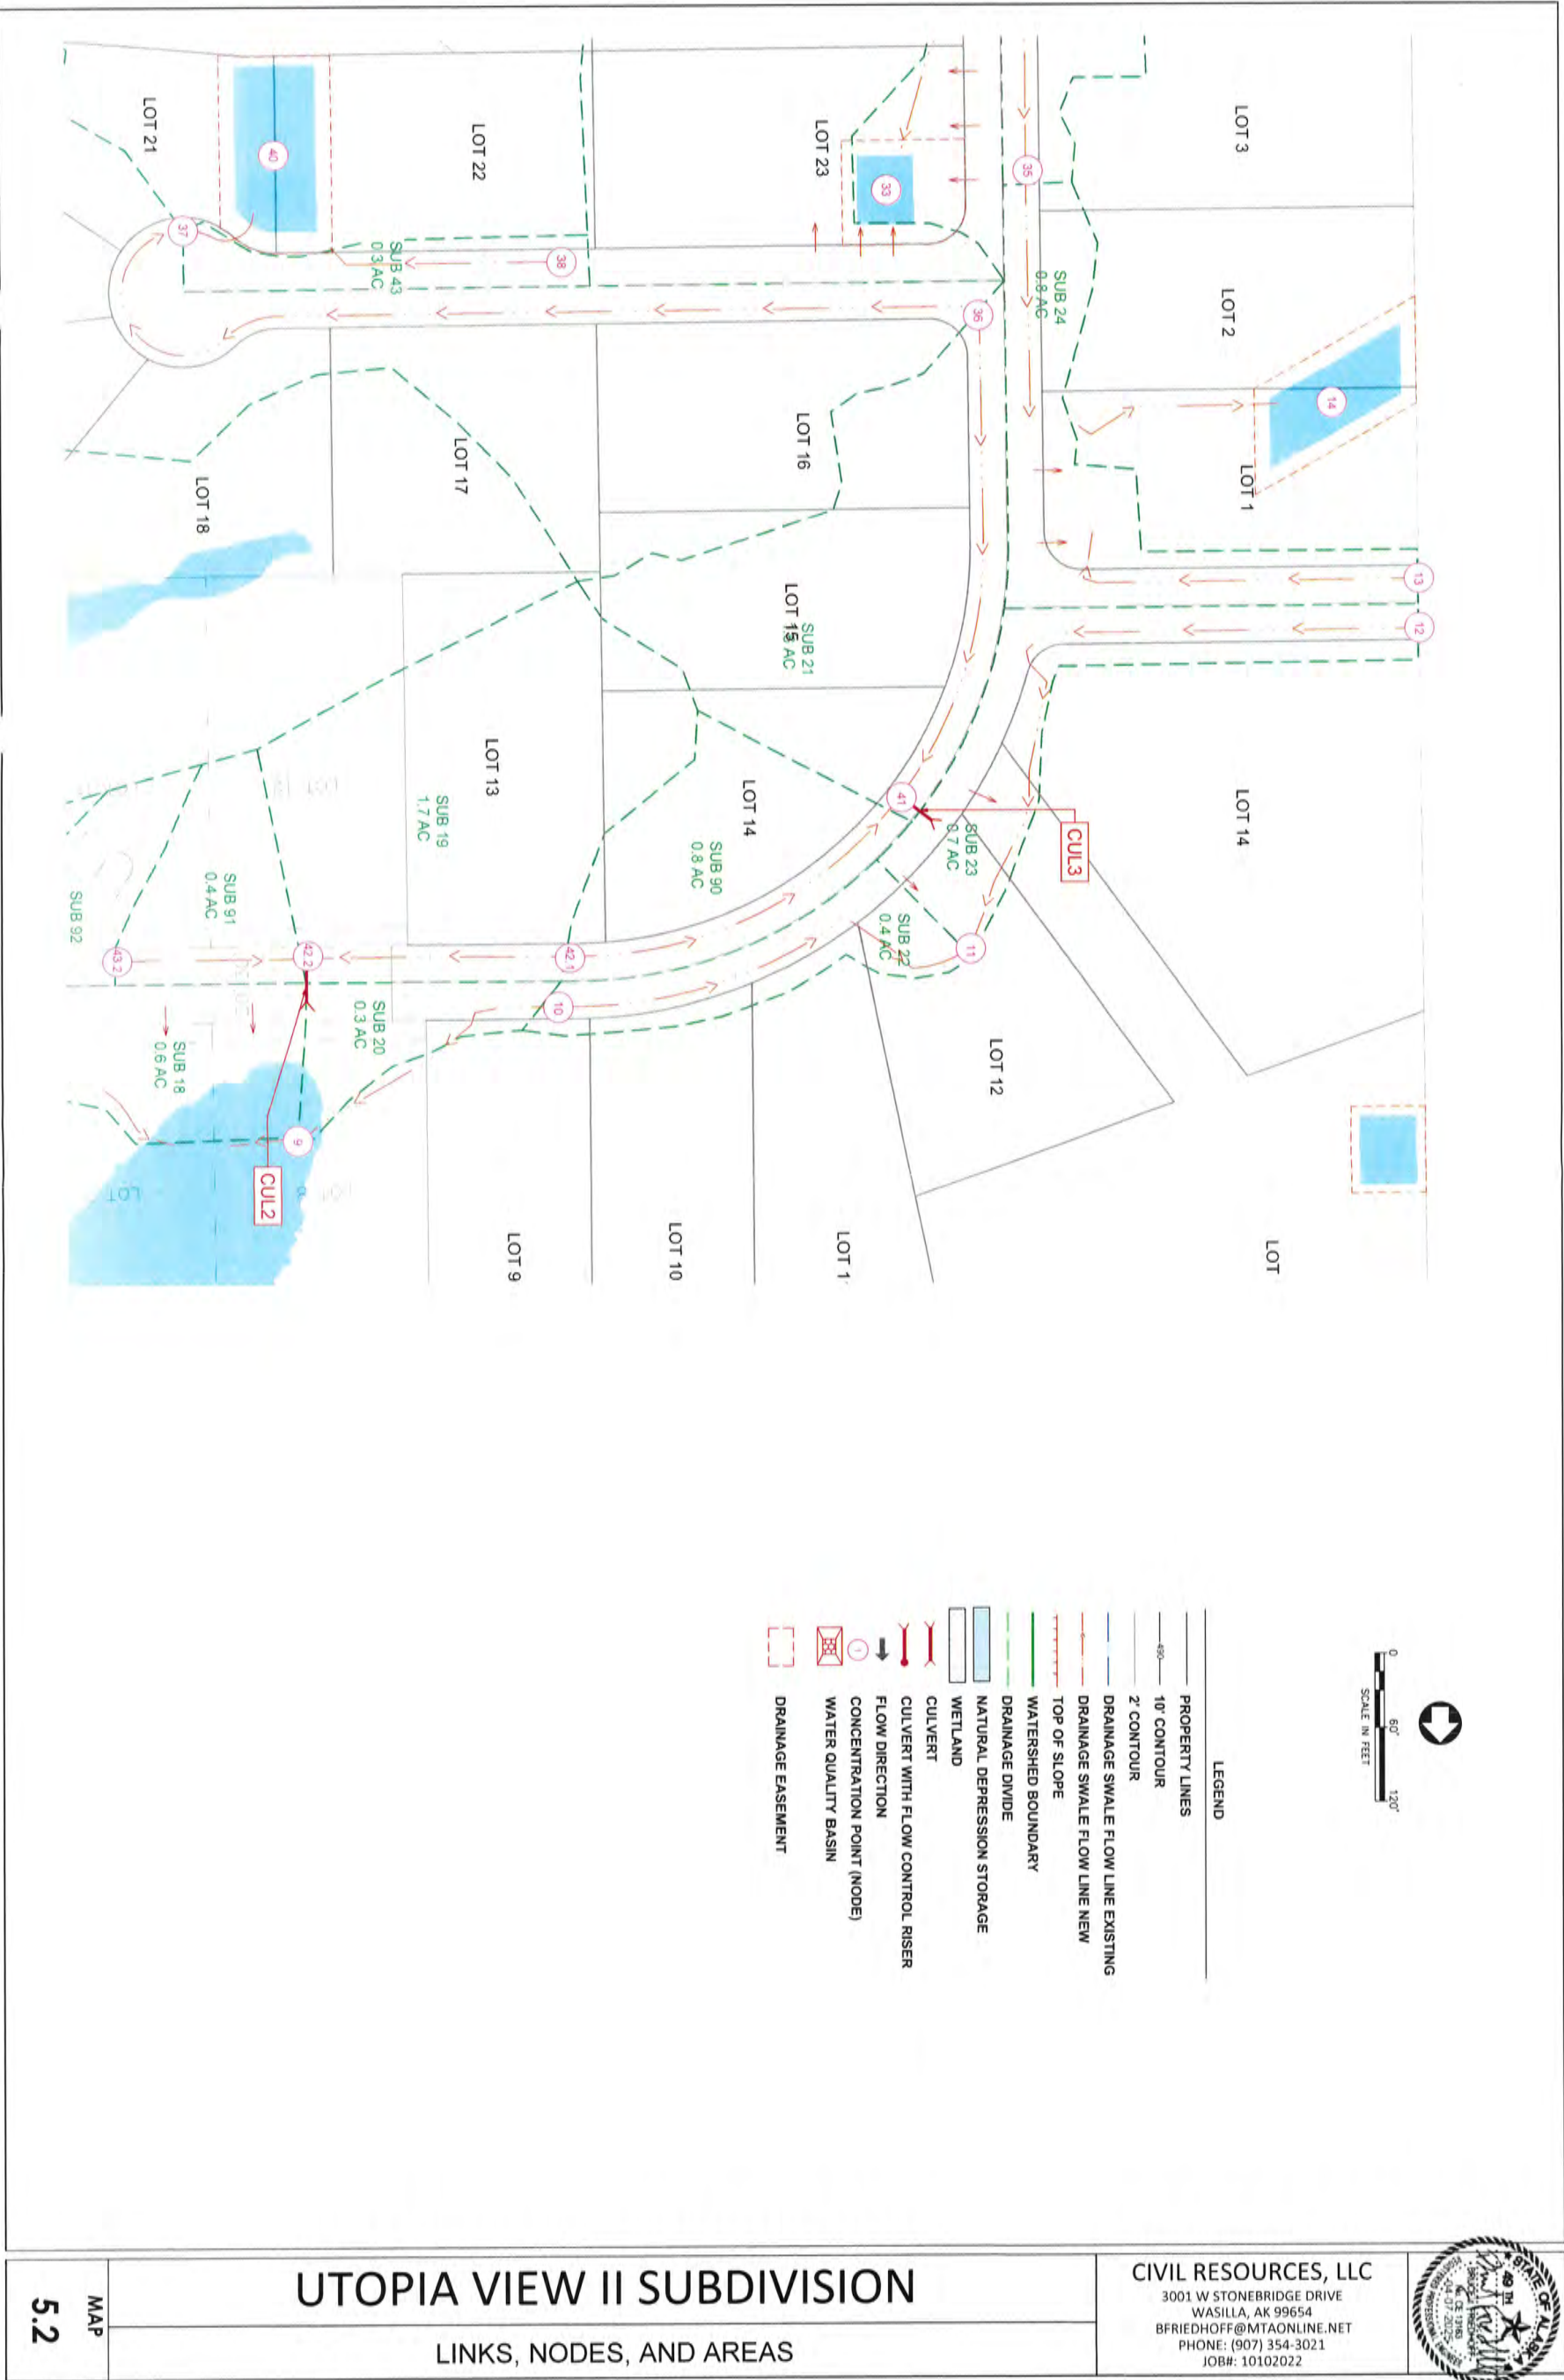 LOT 3
LOT 2
LOT 1
LOT 14
LOT
LOT 23
LOT 22
LOT 21
LOT 16
LOT 17
LOT 18
LOT 15
LOT 13
LOT 14
LOT 12
LOT 1
LOT 10
LOT 9
SUB 24
0.8 AC
SUB 43
0.3 AC
SUB 21
AC
SUB 19
1.7 AC
SUB 90
0.8 AC
SUB 23
0.7 AC
SUB 22
0.4 AC
SUB 91
0.4 AC
SUB 92
SUB 20
0.3 AC
SUB 18
0.6 AC
CUL3
CUL2
35
33
40
37
38
36
14
13
12
41
11
42.1
42.2
43.2
10
9
0
60'
120'
SCALE IN FEET
LEGEND
PROPERTY LINES
490
10' CONTOUR
2' CONTOUR
DRAINAGE SWALE FLOW LINE EXISTING
DRAINAGE SWALE FLOW LINE NEW
TOP OF SLOPE
WATERSHED BOUNDARY
DRAINAGE DIVIDE
NATURAL DEPRESSION STORAGE
WETLAND
CULVERT
CULVERT WITH FLOW CONTROL RISER
FLOW DIRECTION
1
CONCENTRATION POINT (NODE)
WATER QUALITY BASIN
DRAINAGE EASEMENT
MAP
5.2
UTOPIA VIEW II SUBDIVISION
LINKS, NODES, AND AREAS
CIVIL RESOURCES, LLC
3001 W STONEBRIDGE DRIVE
WASILLA, AK 99654
BFRIEDHOFF@MTAONLINE.NET
PHONE: (907) 354-3021
JOB#: 10102022
STATE OF ALASKA
49 TH